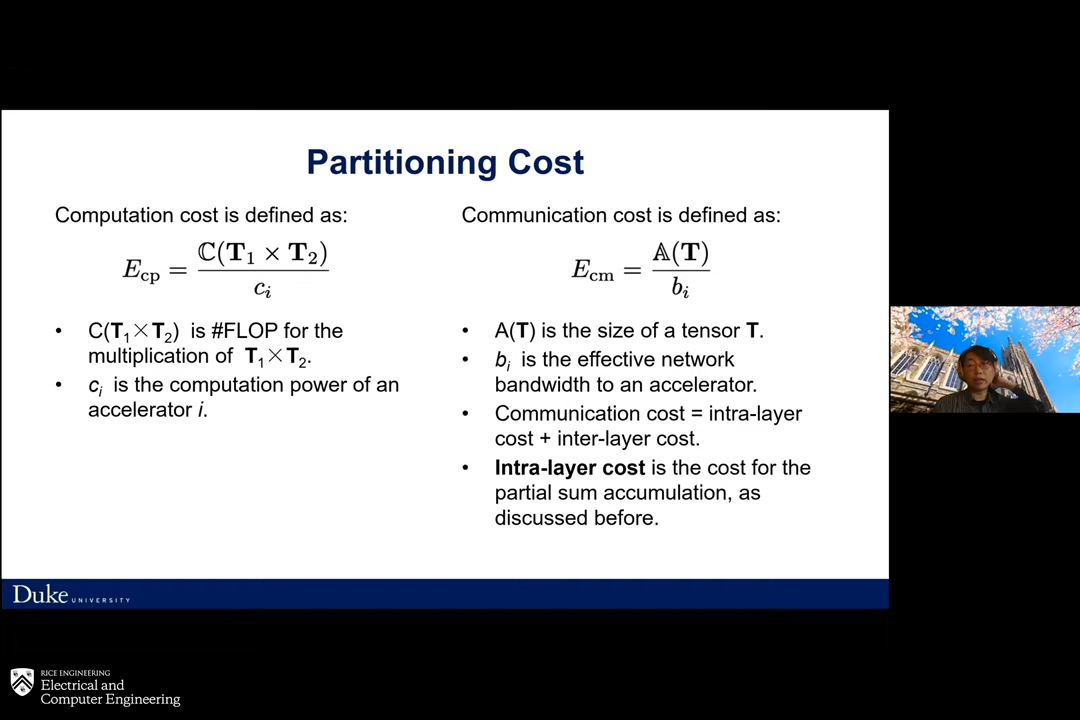 Partitioning Cost
Computation cost is defined as:
E_cp = ℂ(T₁ × T₂) / c_i
• C(T₁×T₂) is #FLOP for the
multiplication of T₁×T₂.
• c_i is the computation power of an
accelerator i.
Communication cost is defined as:
E_cm = 𝔸(T) / b_i
• A(T) is the size of a tensor T.
• b_i is the effective network
bandwidth to an accelerator.
• Communication cost = intra-layer
cost + inter-layer cost.
• Intra-layer cost is the cost for the
partial sum accumulation, as
discussed before.
Duke UNIVERSITY
RICE ENGINEERING
Electrical and
Computer Engineering